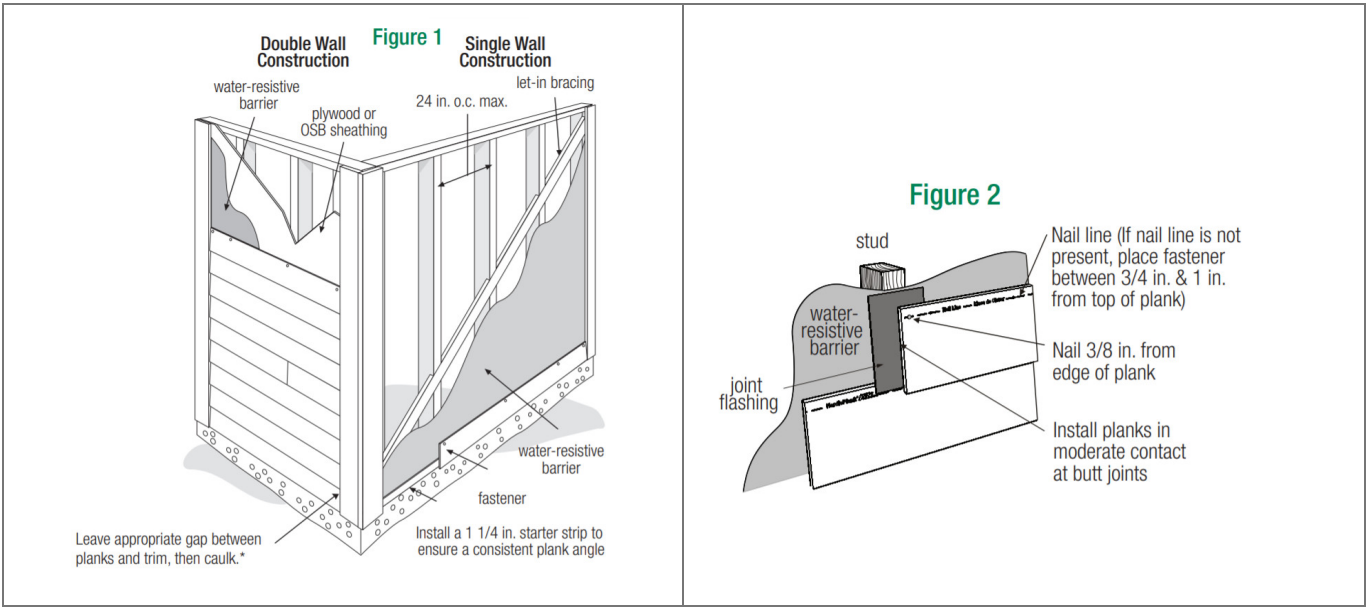 Figure 1
Double Wall
Construction
Single Wall
Construction
water-resistive
barrier
plywood or
OSB sheathing
24 in. o.c. max.
let-in bracing
water-resistive
barrier
fastener
Leave appropriate gap between
planks and trim, then caulk.*
Install a 1 1/4 in. starter strip to
ensure a consistent plank angle
Figure 2
stud
Nail line (If nail line is not
present, place fastener
between 3/4 in. & 1 in.
from top of plank)
water-
resistive
barrier
Nail Line
Nail 3/8 in. from
edge of plank
joint
flashing
Install planks in
moderate contact
at butt joints